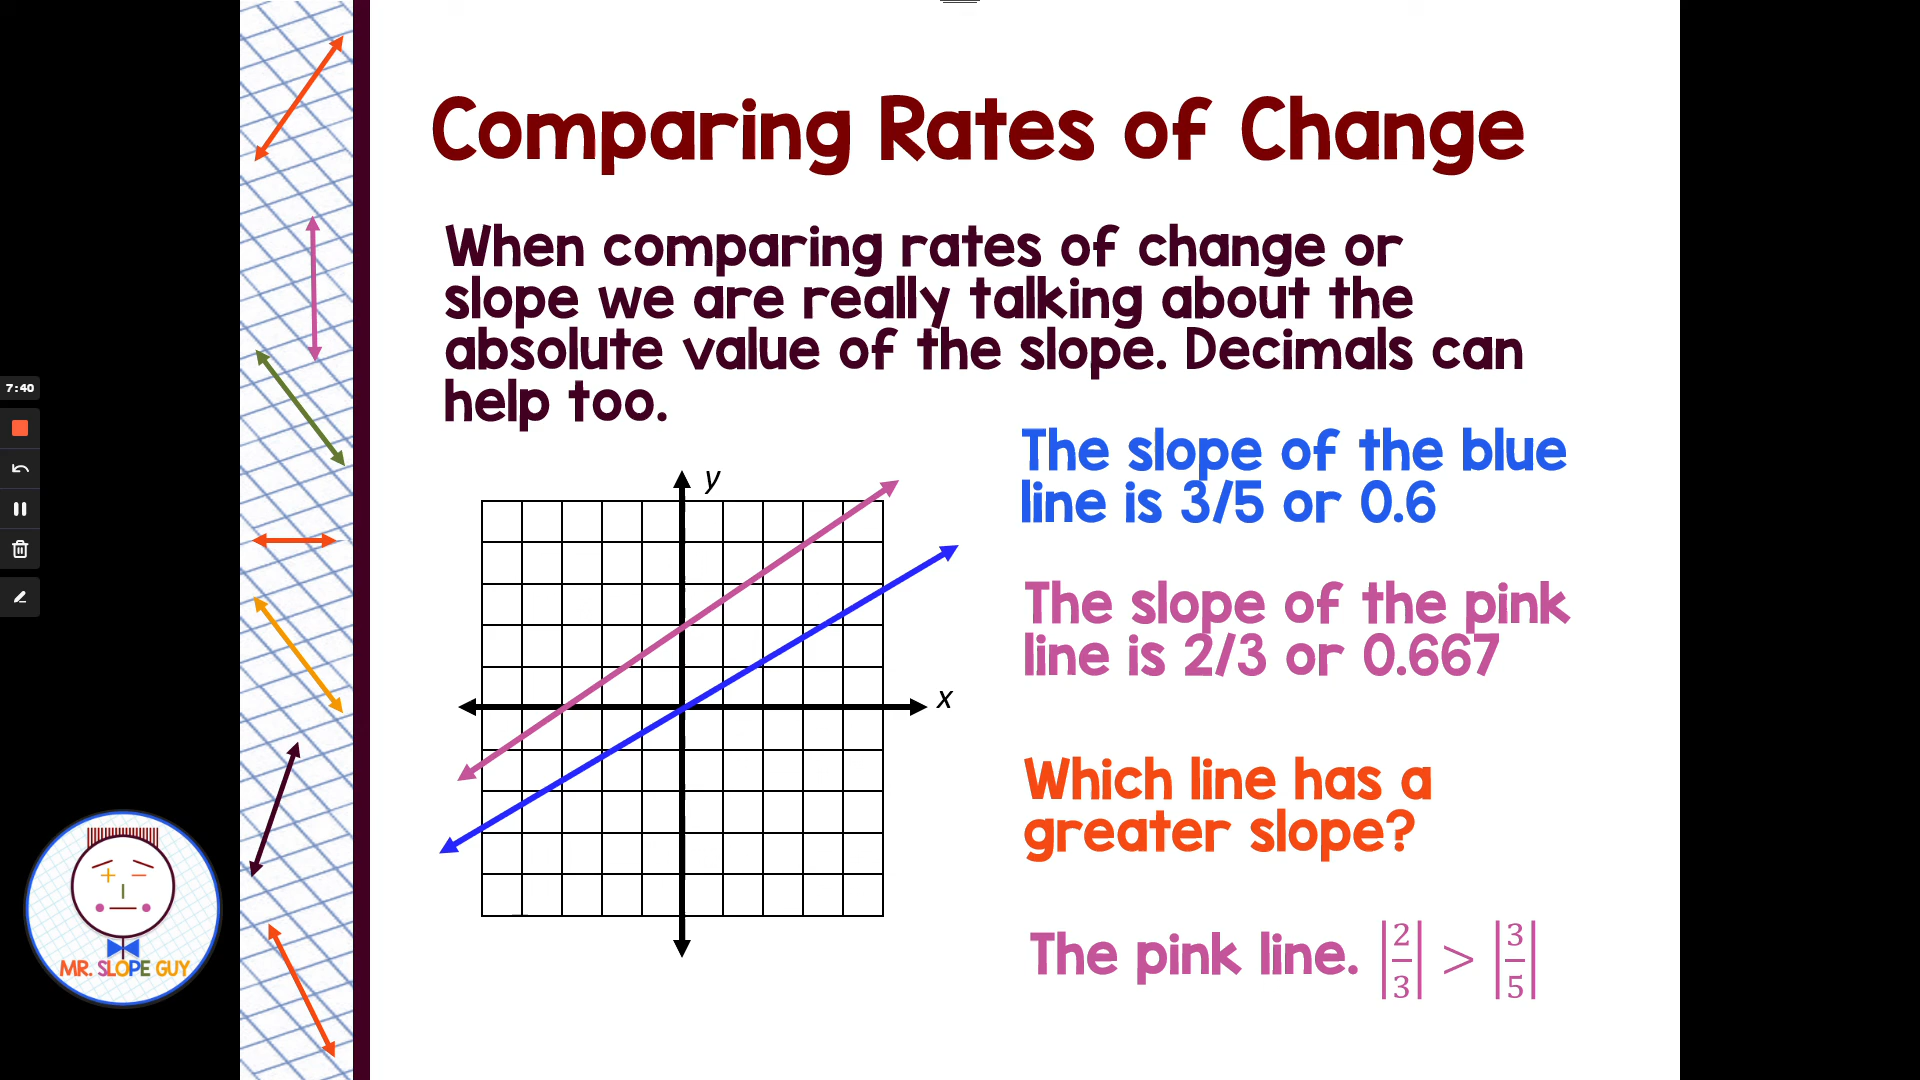 Comparing Rates of Change
When comparing rates of change or
slope we are really talking about the
absolute value of the slope. Decimals can
help too.
The slope of the blue
line is 3/5 or 0.6
y
The slope of the pink
line is 2/3 or 0.667
x
Which line has a
greater slope?
The pink line. |2/3| > |3/5|
7:40
MR. SLOPE GUY